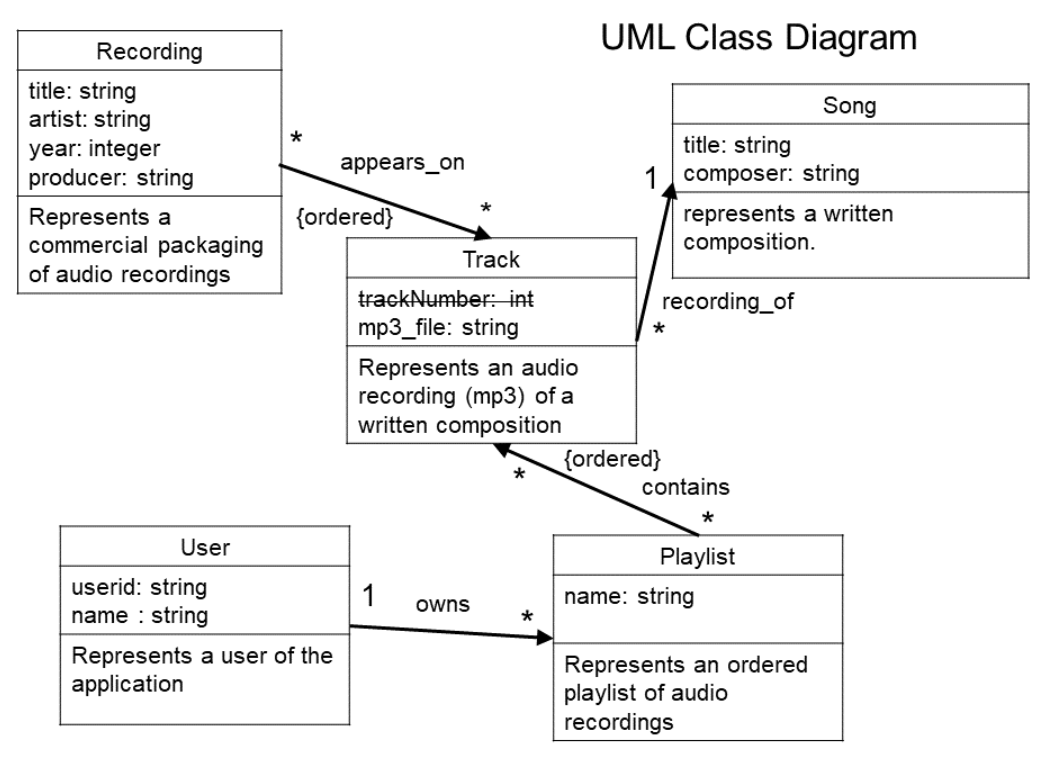 UML Class Diagram
Recording
title: string
artist: string
year: integer
producer: string
Represents a
commercial packaging
of audio recordings
*
appears_on
{ordered}
*
Song
title: string
composer: string
represents a written
composition.
1
recording_of
*
Track
trackNumber: int
mp3_file: string
Represents an audio
recording (mp3) of a
written composition
{ordered}
*
contains
*
User
userid: string
name : string
Represents a user of the
application
1
owns
*
Playlist
name: string
Represents an ordered
playlist of audio
recordings